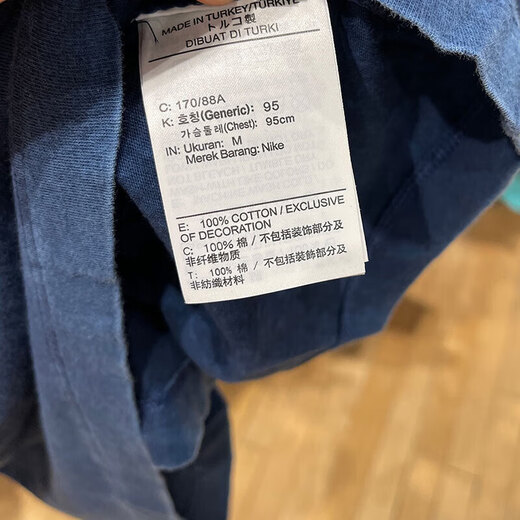 MADE IN TURKEY/TÜRKIYE
トルコ製
DIBUAT DI TURKI
C: 170/88A
K: 호칭(Generic): 95
가슴둘레(Chest): 95cm
IN: Ukuran: M
Merek Barang: Nike
E: 100% COTTON / EXCLUSIVE
OF DECORATION
C: 100% 棉 / 不包括装饰部分及
非纤维物质
T: 100% 棉 / 不包括裝飾部分及
非紡織材料